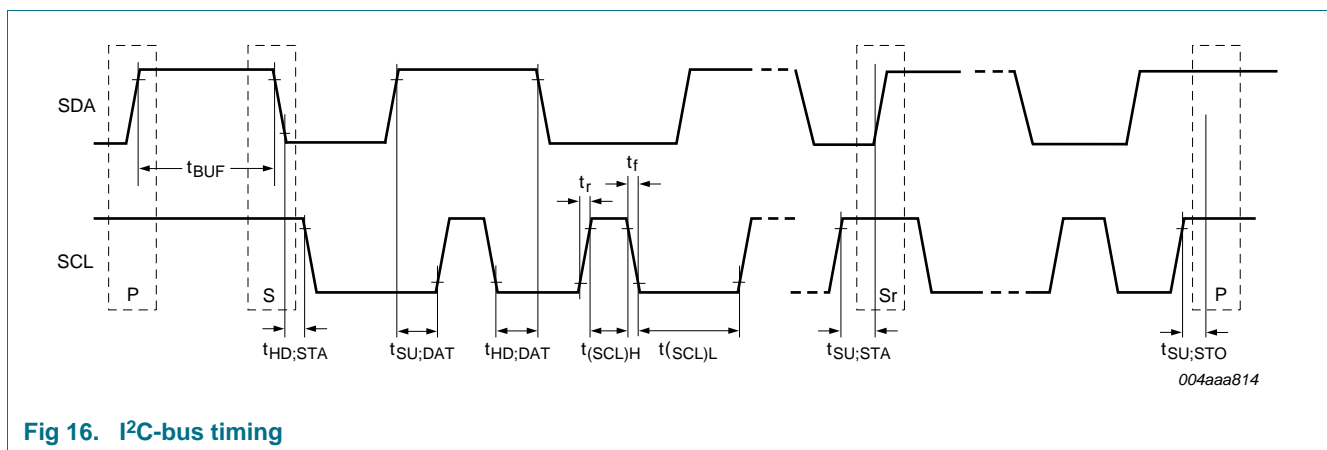 SDA
tBUF
tf
tr
SCL
P
S
Sr
P
tHD;STA
tSU;DAT
tHD;DAT
t(SCL)H
t(SCL)L
tSU;STA
tSU;STO
004aaa814
Fig 16. I²C-bus timing